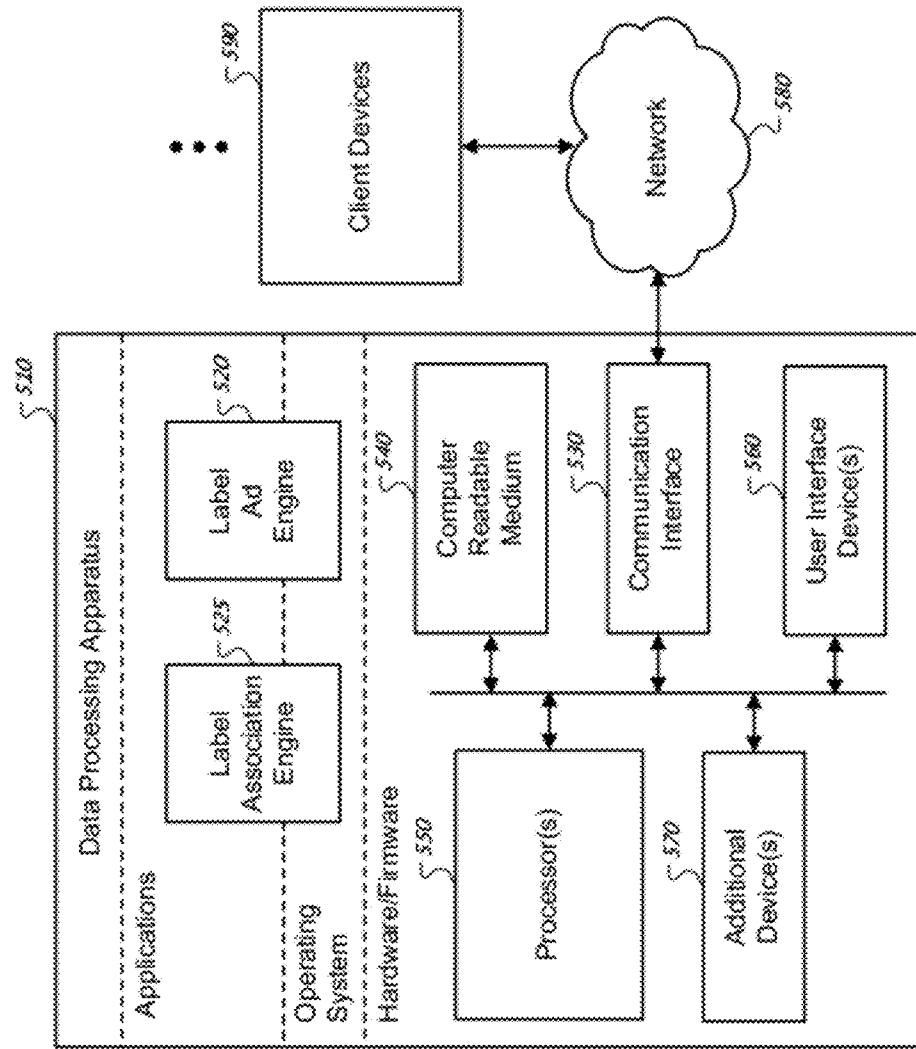 510
Data Processing Apparatus
Applications
525
Label
Association
Engine
520
Label
Ad
Engine
Operating
System
Hardware/Firmware
550
Processor(s)
540
Computer
Readable
Medium
530
Communication
Interface
570
Additional
Device(s)
560
User Interface
Device(s)
590
Client Devices
Network
580